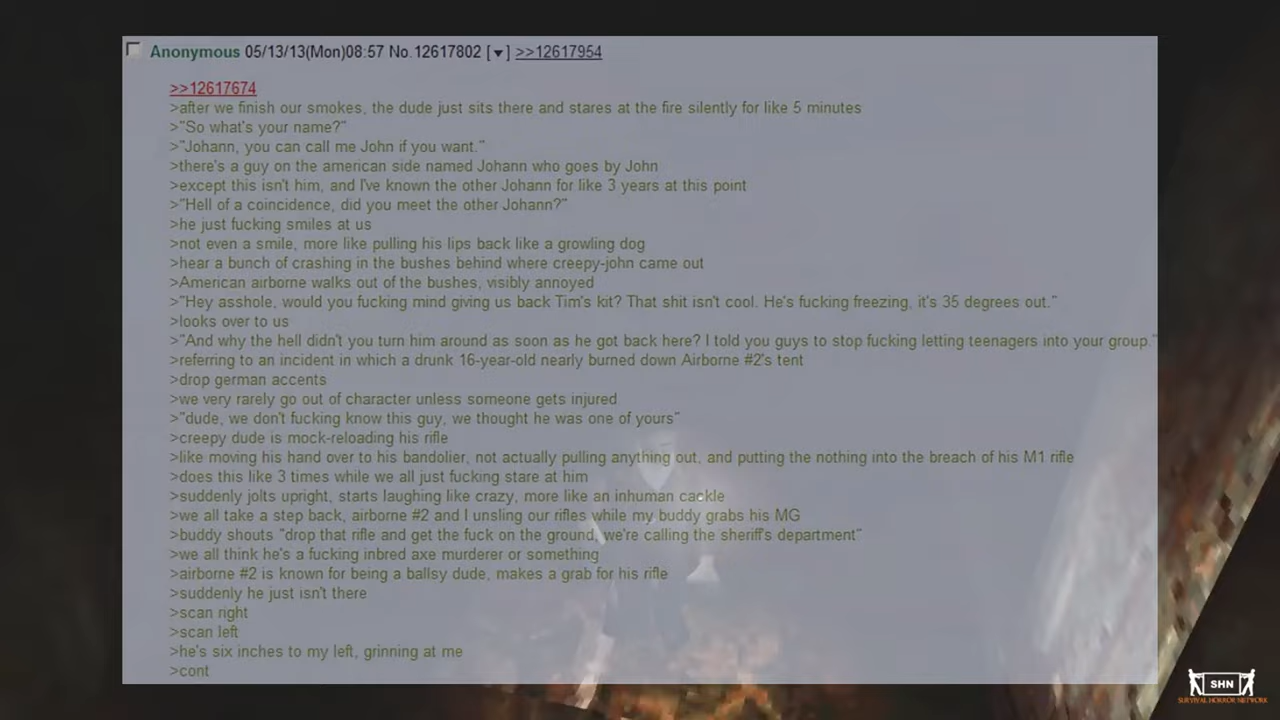 Anonymous 05/13/13(Mon)08:57 No.12617802 [▼] >>12617954
>>12617674
>after we finish our smokes, the dude just sits there and stares at the fire silently for like 5 minutes
>"So what's your name?"
>"Johann, you can call me John if you want."
>there's a guy on the american side named Johann who goes by John
>except this isn't him, and I've known the other Johann for like 3 years at this point
>"Hell of a coincidence, did you meet the other Johann?"
>he just fucking smiles at us
>not even a smile, more like pulling his lips back like a growling dog
>hear a bunch of crashing in the bushes behind where creepy-john came out
>American airborne walks out of the bushes, visibly annoyed
>"Hey asshole, would you fucking mind giving us back Tim's kit? That shit isn't cool. He's fucking freezing, it's 35 degrees out."
>looks over to us
>"And why the hell didn't you turn him around as soon as he got back here? I told you guys to stop fucking letting teenagers into your group."
>referring to an incident in which a drunk 16-year-old nearly burned down Airborne #2's tent
>drop german accents
>we very rarely go out of character unless someone gets injured
>"dude, we don't fucking know this guy, we thought he was one of yours"
>creepy dude is mock-reloading his rifle
>like moving his hand over to his bandolier, not actually pulling anything out, and putting the nothing into the breach of his M1 rifle
>does this like 3 times while we all just fucking stare at him
>suddenly jolts upright, starts laughing like crazy, more like an inhuman cackle
>we all take a step back, airborne #2 and I unsling our rifles while my buddy grabs his MG
>buddy shouts "drop that rifle and get the fuck on the ground, we're calling the sheriff's department"
>we all think he's a fucking inbred axe murderer or something
>airborne #2 is known for being a ballsy dude, makes a grab for his rifle
>suddenly he just isn't there
>scan right
>scan left
>he's six inches to my left, grinning at me
>cont
SHN
SURVIVAL HORROR NETWORK